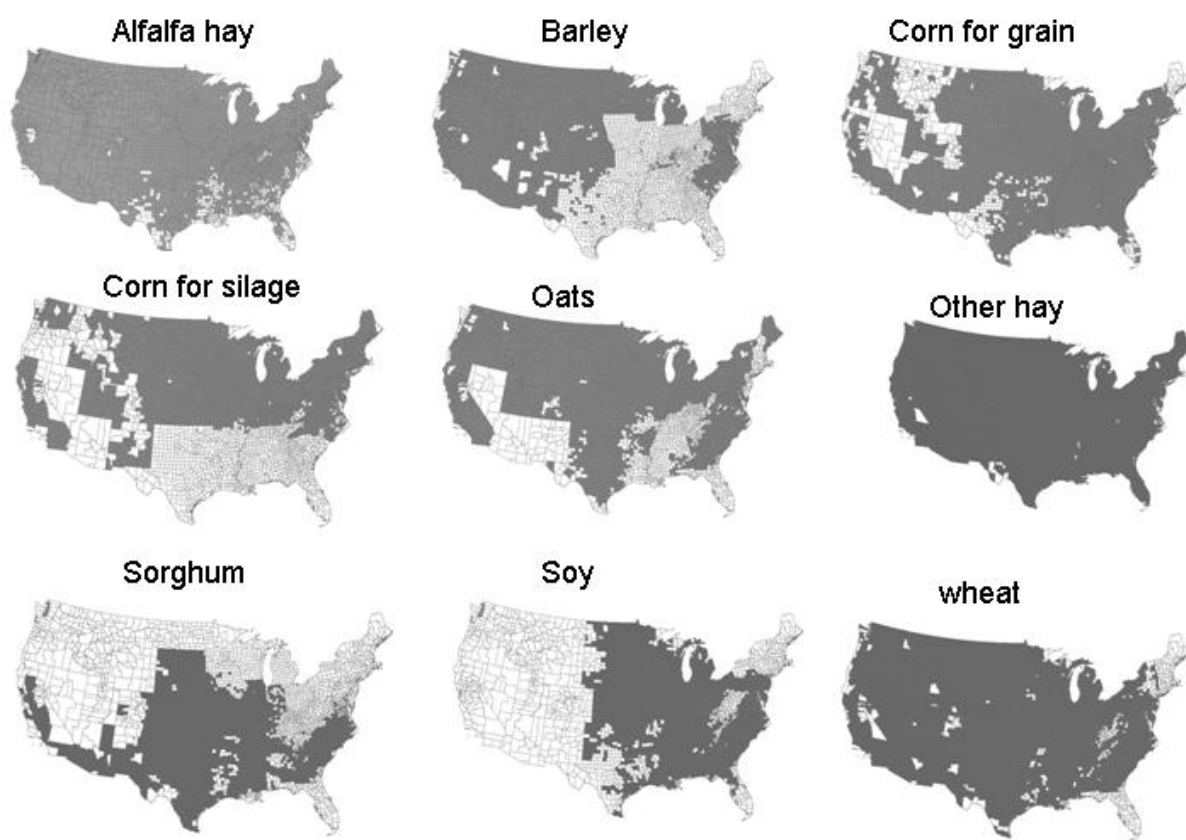 Alfalfa hay
Barley
Corn for grain
Corn for silage
Oats
Other hay
Sorghum
Soy
wheat